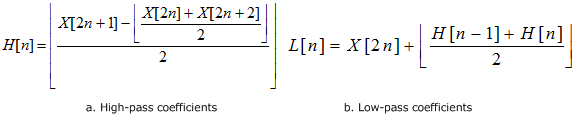 H[n] = ⌊(X[2n+1] − ⌊(X[2n] + X[2n+2])/2⌋)/2⌋ L[n] = X[2n] + ⌊(H[n−1] + H[n])/2⌋
a. High-pass coefficients b. Low-pass coefficients